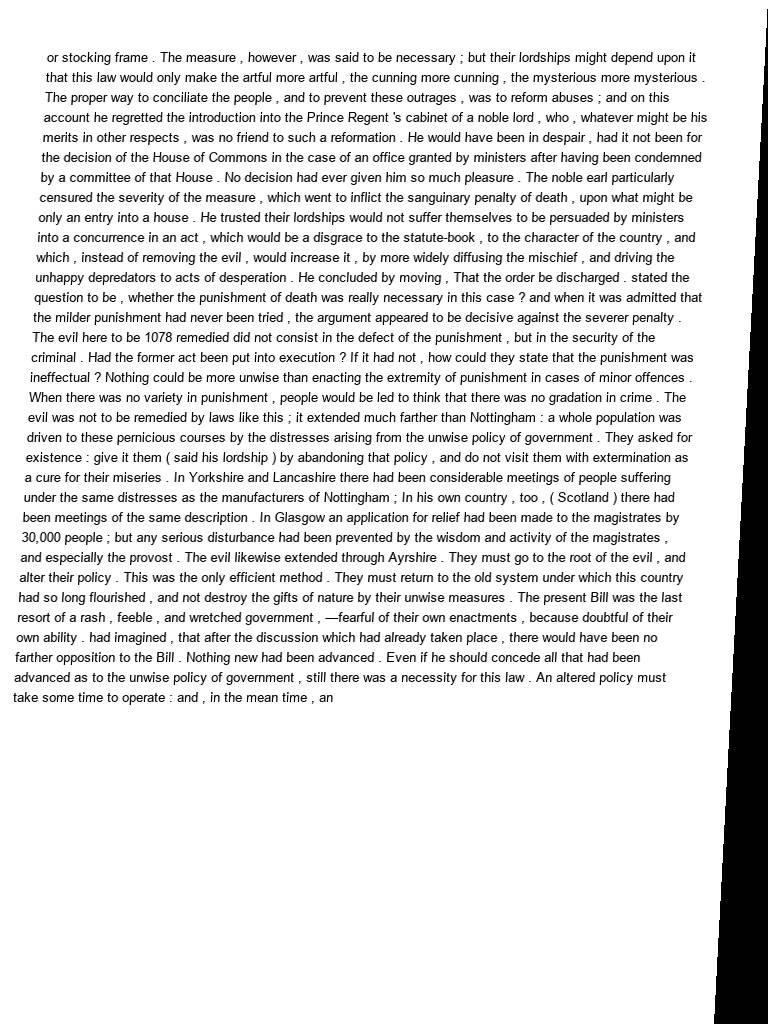 or stocking frame . The measure , however , was said to be necessary ; but their lordships might depend upon it
that this law would only make the artful more artful , the cunning more cunning , the mysterious more mysterious .
The proper way to conciliate the people , and to prevent these outrages , was to reform abuses ; and on this
account he regretted the introduction into the Prince Regent 's cabinet of a noble lord , who , whatever might be his
merits in other respects , was no friend to such a reformation . He would have been in despair , had it not been for
the decision of the House of Commons in the case of an office granted by ministers after having been condemned
by a committee of that House . No decision had ever given him so much pleasure . The noble earl particularly
censured the severity of the measure , which went to inflict the sanguinary penalty of death , upon what might be
only an entry into a house . He trusted their lordships would not suffer themselves to be persuaded by ministers
into a concurrence in an act , which would be a disgrace to the statute-book , to the character of the country , and
which , instead of removing the evil , would increase it , by more widely diffusing the mischief , and driving the
unhappy depredators to acts of desperation . He concluded by moving , That the order be discharged . stated the
question to be , whether the punishment of death was really necessary in this case ? and when it was admitted that
the milder punishment had never been tried , the argument appeared to be decisive against the severer penalty .
The evil here to be 1078 remedied did not consist in the defect of the punishment , but in the security of the
criminal . Had the former act been put into execution ? If it had not , how could they state that the punishment was
ineffectual ? Nothing could be more unwise than enacting the extremity of punishment in cases of minor offences .
When there was no variety in punishment , people would be led to think that there was no gradation in crime . The
evil was not to be remedied by laws like this ; it extended much farther than Nottingham : a whole population was
driven to these pernicious courses by the distresses arising from the unwise policy of government . They asked for
existence : give it them ( said his lordship ) by abandoning that policy , and do not visit them with extermination as
a cure for their miseries . In Yorkshire and Lancashire there had been considerable meetings of people suffering
under the same distresses as the manufacturers of Nottingham ; In his own country , too , ( Scotland ) there had
been meetings of the same description . In Glasgow an application for relief had been made to the magistrates by
30,000 people ; but any serious disturbance had been prevented by the wisdom and activity of the magistrates ,
and especially the provost . The evil likewise extended through Ayrshire . They must go to the root of the evil , and
alter their policy . This was the only efficient method . They must return to the old system under which this country
had so long flourished , and not destroy the gifts of nature by their unwise measures . The present Bill was the last
resort of a rash , feeble , and wretched government , —fearful of their own enactments , because doubtful of their
own ability . had imagined , that after the discussion which had already taken place , there would have been no
farther opposition to the Bill . Nothing new had been advanced . Even if he should concede all that had been
advanced as to the unwise policy of government , still there was a necessity for this law . An altered policy must
take some time to operate : and , in the mean time , an